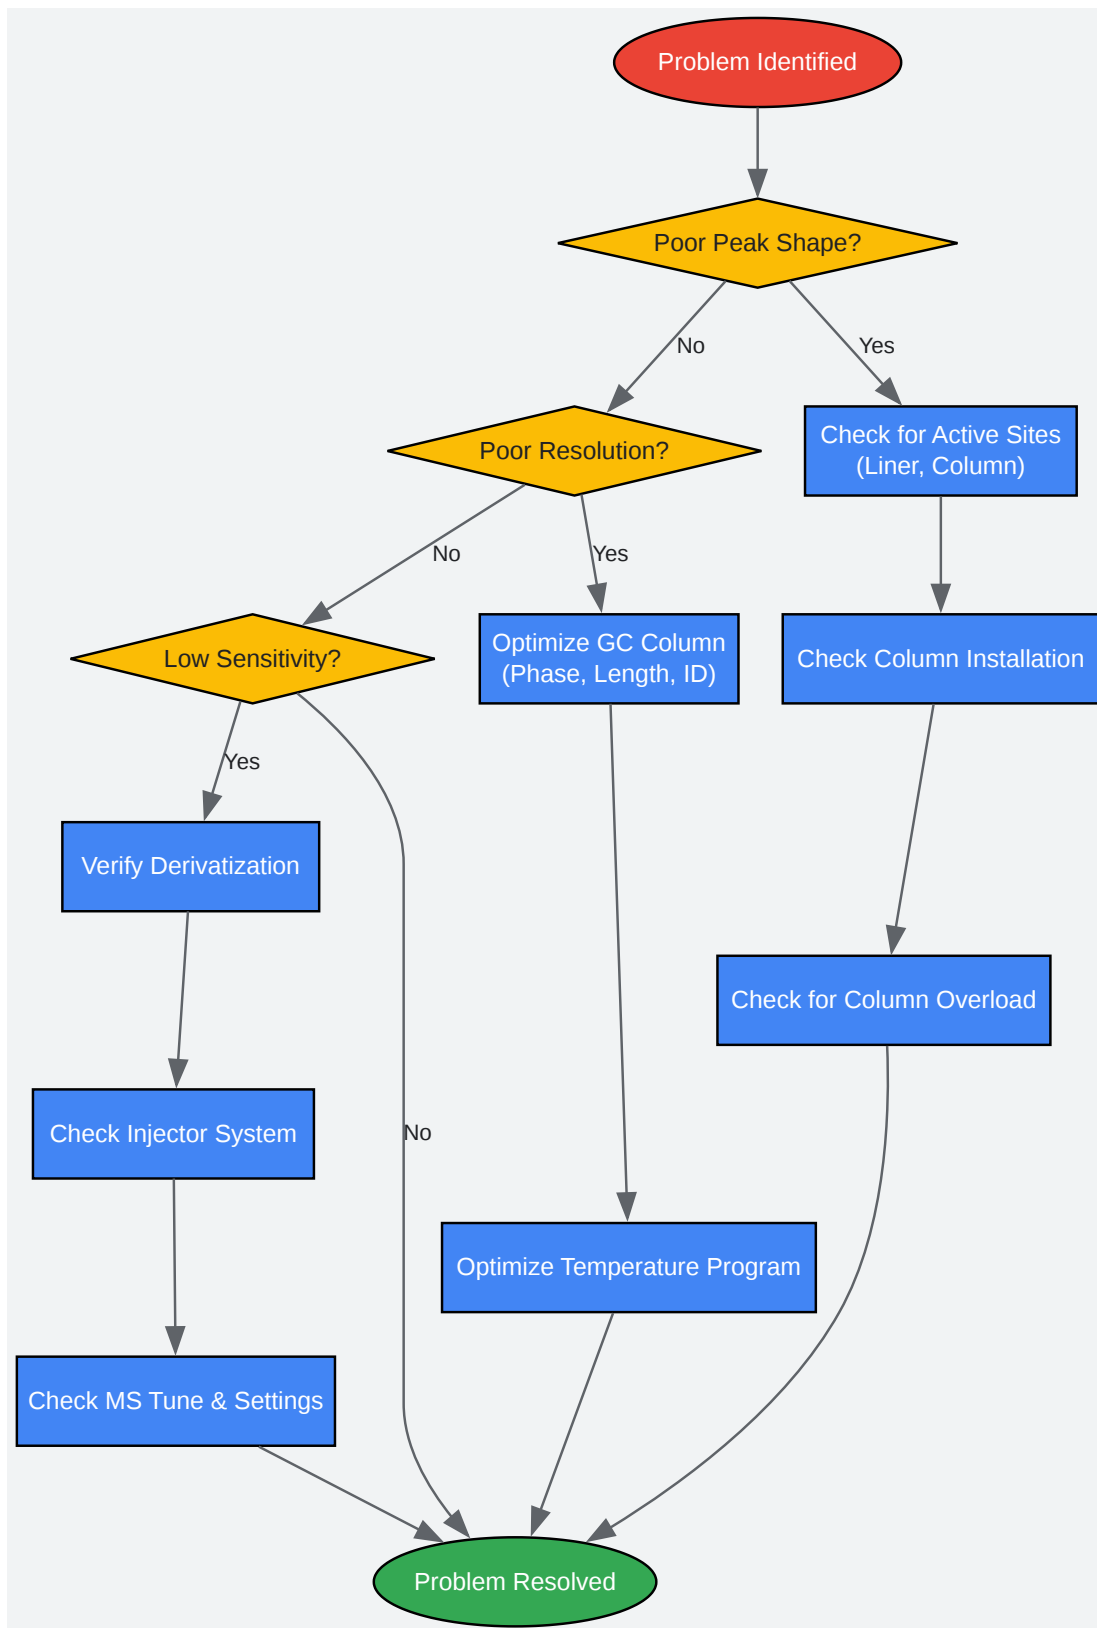 Problem Identified
Poor Peak Shape?
No
Yes
Poor Resolution?
Check for Active Sites
(Liner, Column)
No
Yes
Low Sensitivity?
Optimize GC Column
(Phase, Length, ID)
Check Column Installation
Yes
Verify Derivatization
Check for Column Overload
Check Injector System
No
Optimize Temperature Program
Check MS Tune & Settings
Problem Resolved